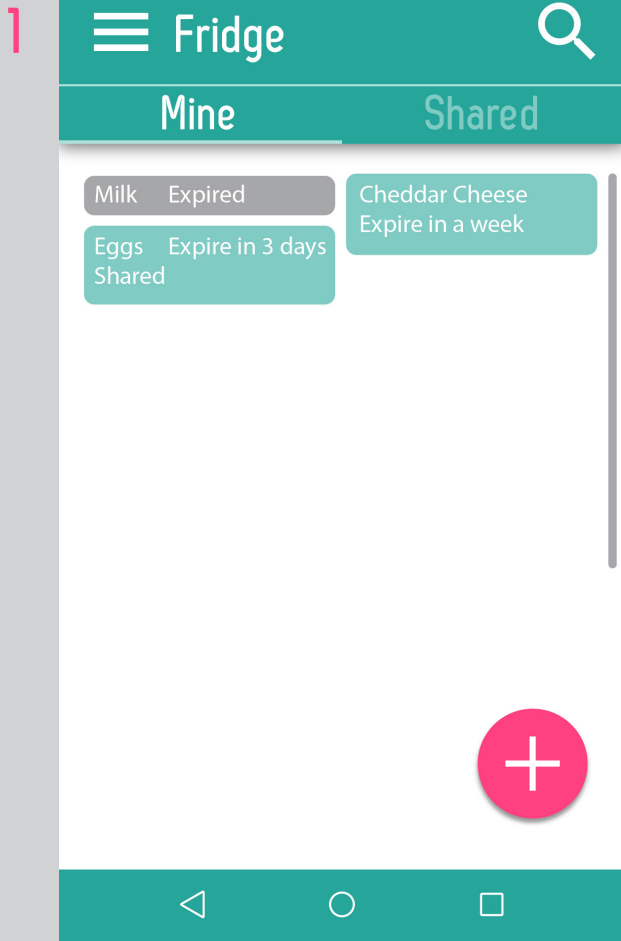 1
Fridge
Mine Shared
Milk Expired
Eggs Expire in 3 days
Shared
Cheddar Cheese
Expire in a week